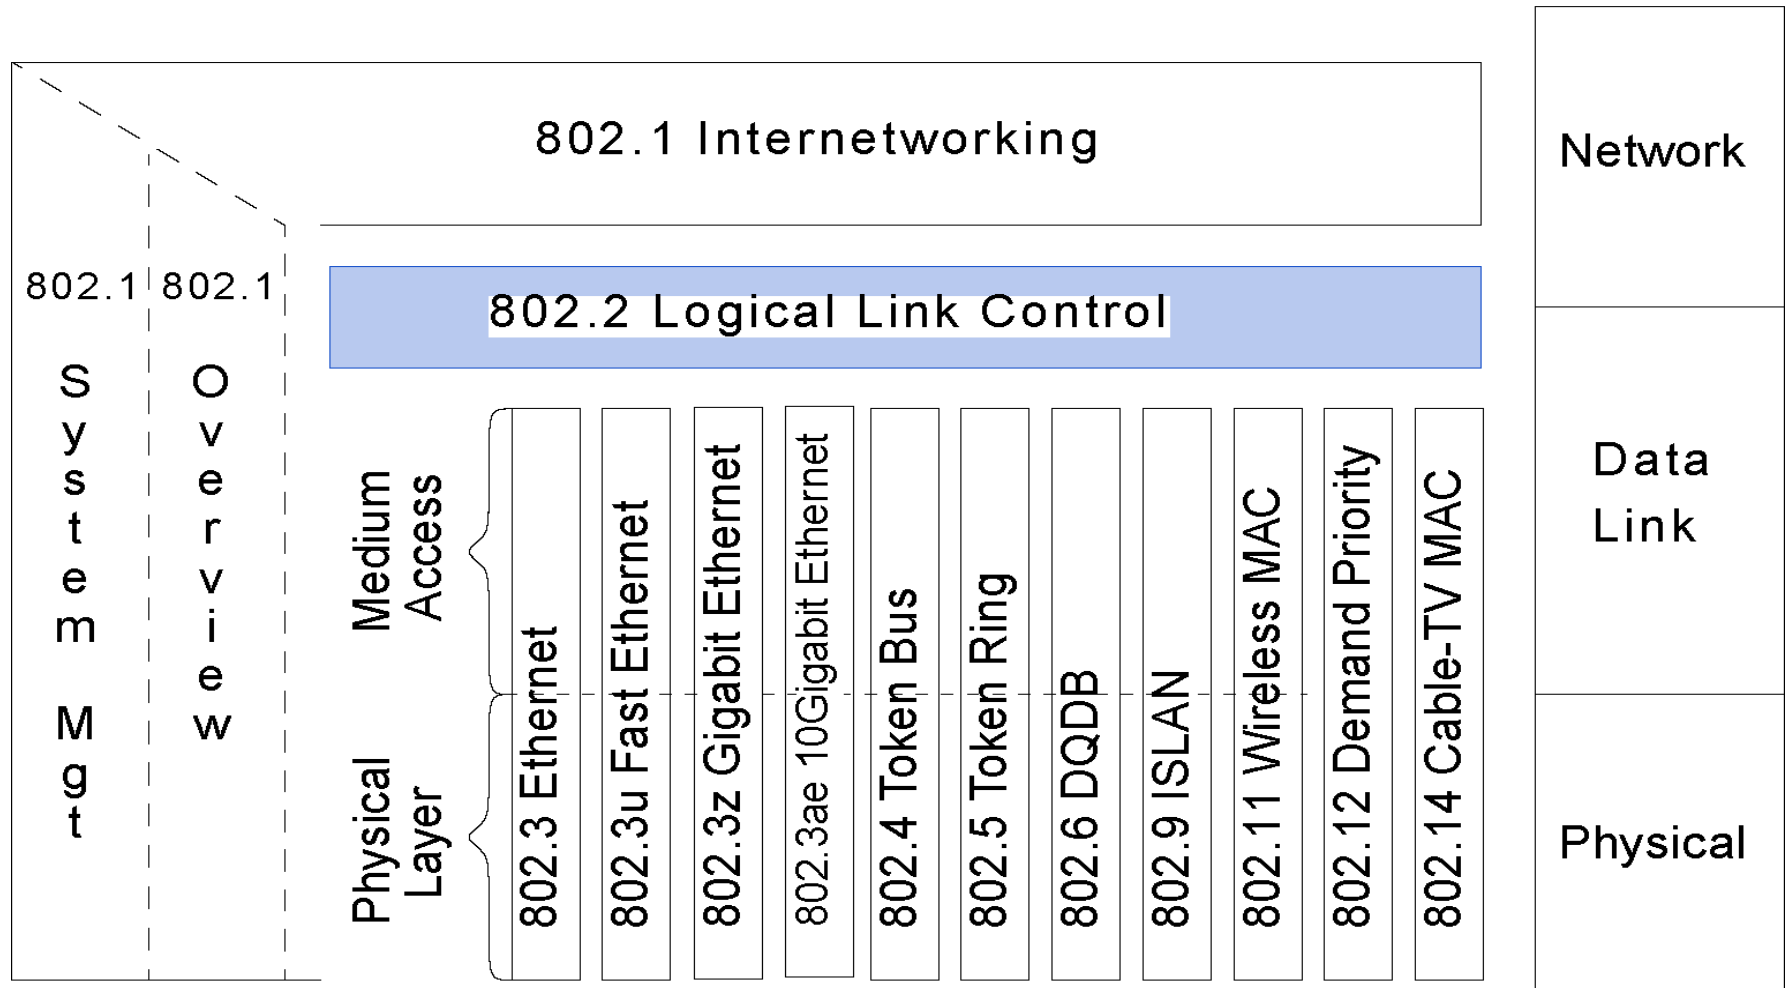 802.1 Internetworking
Network
802.1
802.1
802.2 Logical Link Control
System Mgt
Overview
Data
Link
Medium
Access
Physical
Layer
802.3 Ethernet
802.3u Fast Ethernet
802.3z Gigabit Ethernet
802.3ae 10Gigabit Ethernet
802.4 Token Bus
802.5 Token Ring
802.6 DQDB
802.9 ISLAN
802.11 Wireless MAC
802.12 Demand Priority
802.14 Cable-TV MAC
Physical